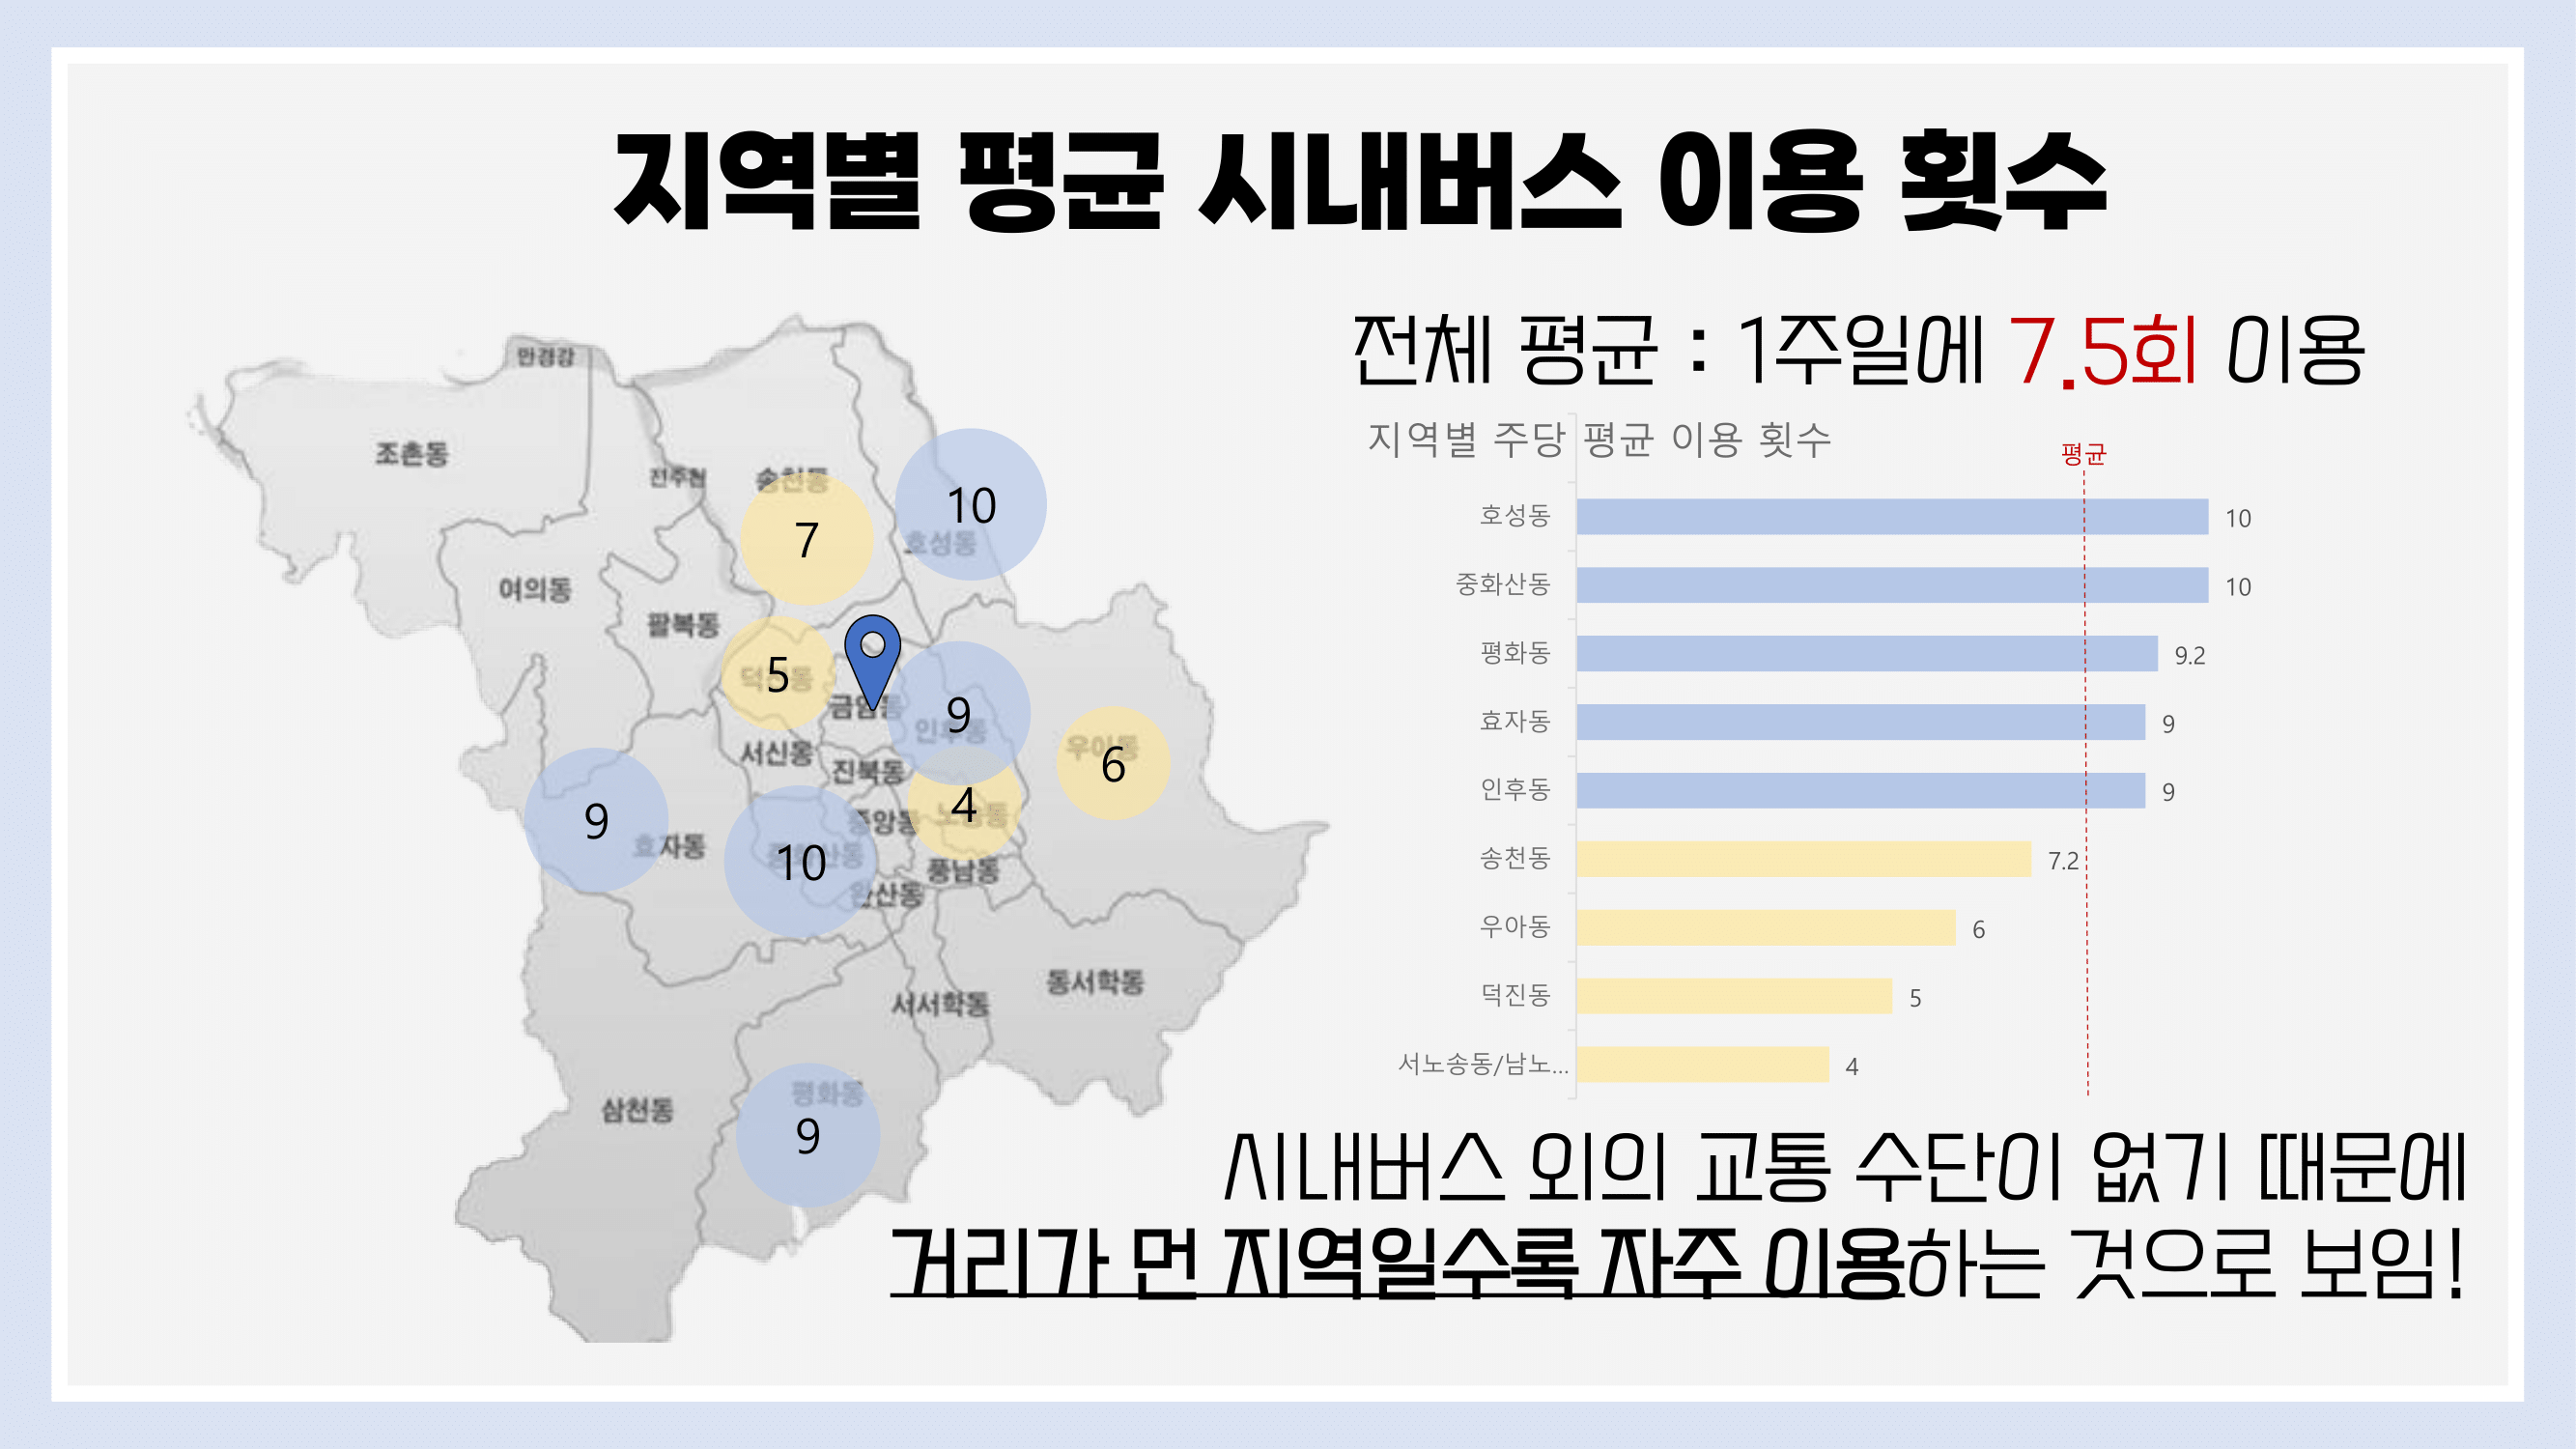 지역별 평균 시내버스 이용 횟수
전체 평균 : 1주일에 7.5회 이용
지역별 주당 평균 이용 횟수
평균
호성동 10
중화산동 10
평화동 9.2
효자동 9
인후동 9
송천동 7.2
우아동 6
덕진동 5
서노송동/남노... 4
만경강
조촌동
전주천
송천동
7
10
호성동
여의동
팔복동
5
덕진동
금암동
9
인후동
우아동
6
서신동
진북동
4
9
효자동
중앙동
10
풍남동
완산동
동서학동
서서학동
평화동
9
삼천동
시내버스 외의 교통 수단이 없기 때문에
거리가 먼 지역일수록 자주 이용하는 것으로 보임!